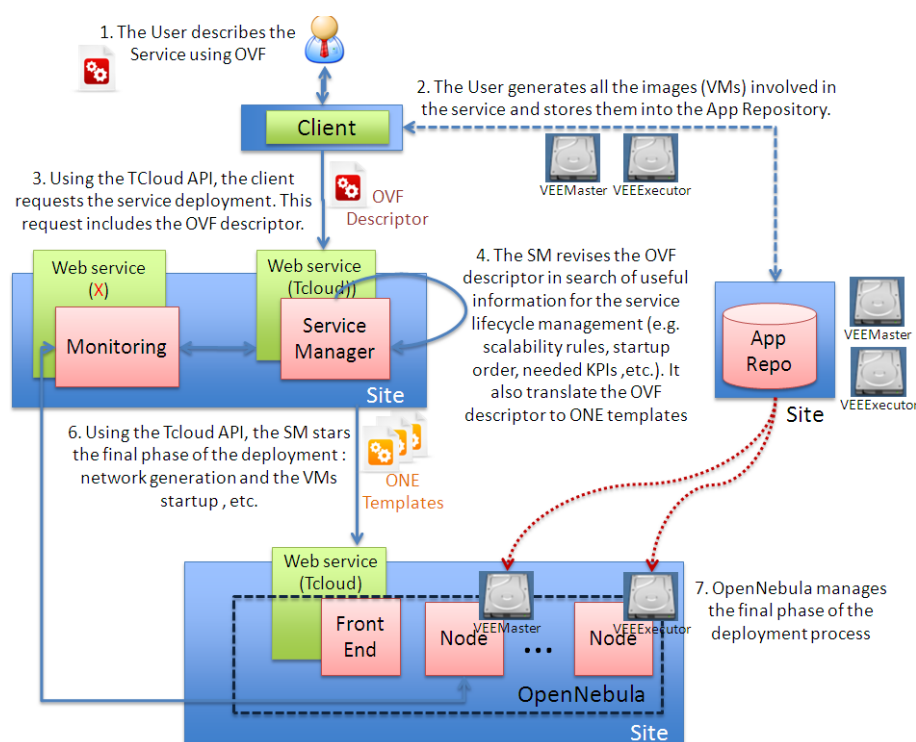 1. The User describes the
Service using OVF
2. The User generates all the images (VMs) involved in
the service and stores them into the App Repository.
Client
VEEMaster
VEEExecutor
3. Using the TCloud API, the client
requests the service deployment. This
request includes the OVF descriptor.
OVF
Descriptor
Web service
(X)
Web service
(Tcloud))
Monitoring
Service
Manager
Site
4. The SM revises the OVF
descriptor in search of useful
information for the service
lifecycle management (e.g.
scalability rules, startup
order, needed KPIs ,etc.). It
also translate the OVF
descriptor to ONE templates
App
Repo
Site
VEEMaster
VEEExecutor
6. Using the Tcloud API, the SM stars
the final phase of the deployment :
network generation and the VMs
startup , etc.
ONE
Templates
Web service
(Tcloud)
Front
End
Node
VEEMaster
...
Node
VEEExecutor
OpenNebula
Site
7. OpenNebula manages
the final phase of the
deployment process